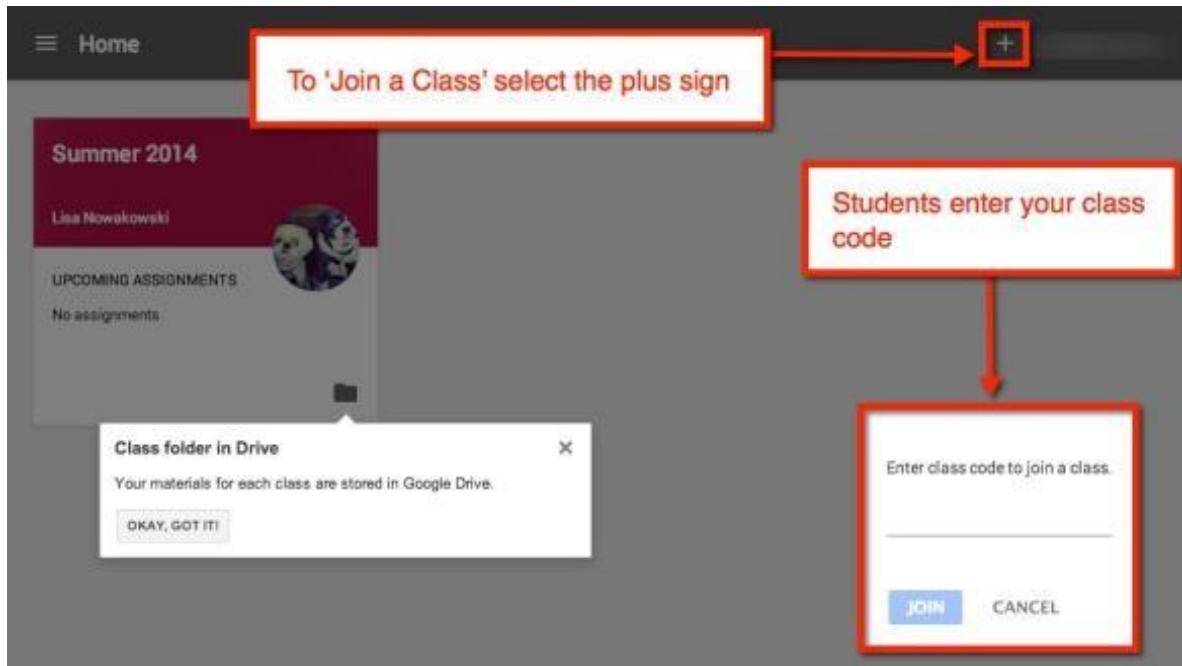 Home
To 'Join a Class' select the plus sign
+
Summer 2014
Lisa Nowakowski
UPCOMING ASSIGNMENTS
No assignments
Students enter your class
code
Class folder in Drive
Your materials for each class are stored in Google Drive.
OKAY, GOT IT!
Enter class code to join a class.
JOIN CANCEL